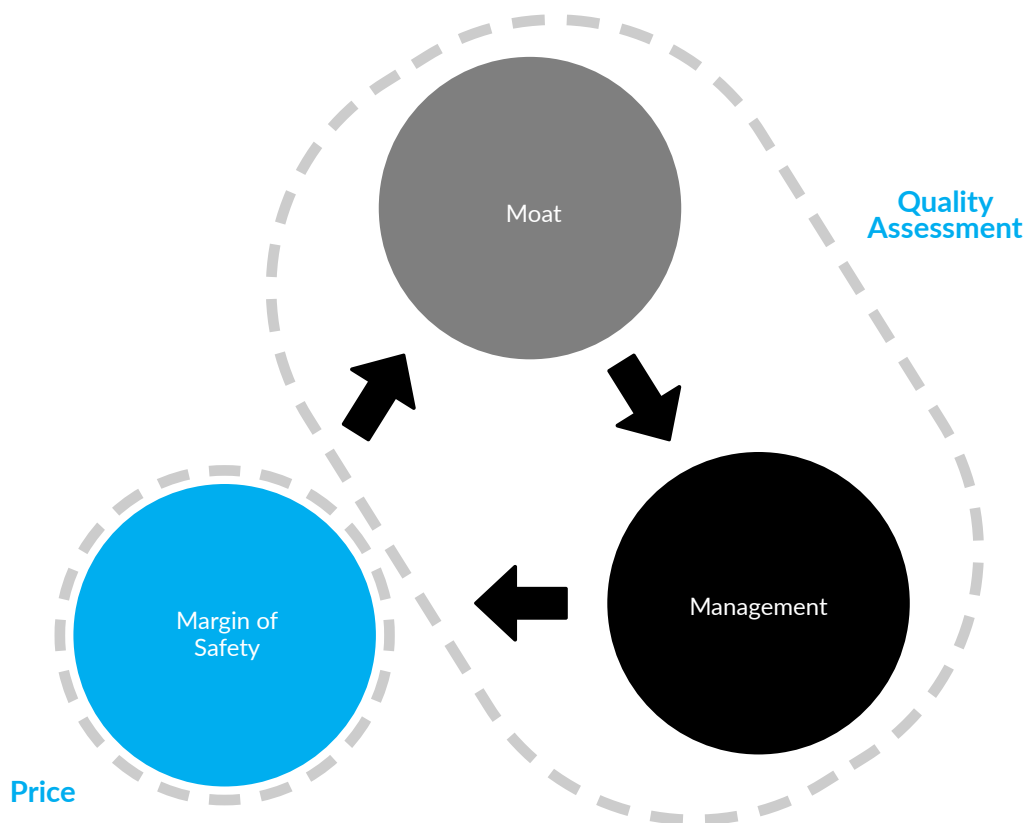 Moat
Quality
Assessment
Management
Margin of
Safety
Price